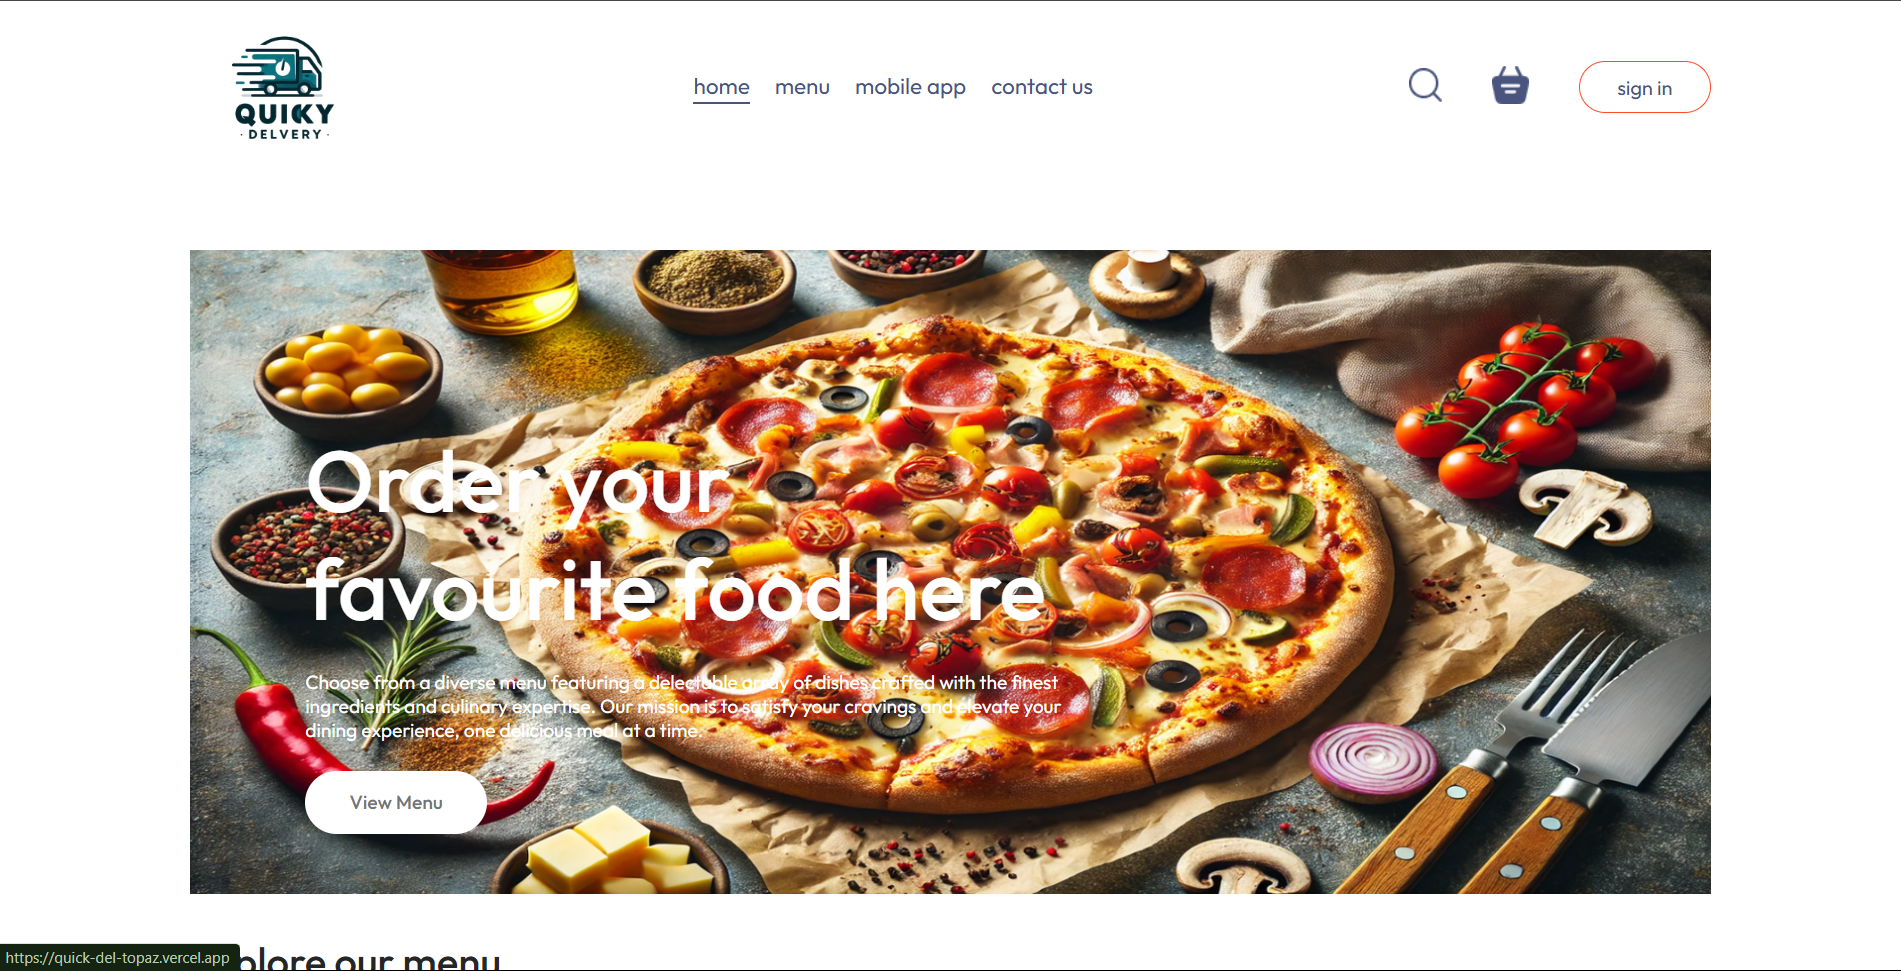 QUIKY
· DELVERY ·
home menu mobile app contact us
sign in
Order your
favourite food here
Choose from a diverse menu featuring a delectable array of dishes crafted with the finest
ingredients and culinary expertise. Our mission is to satisfy your cravings and elevate your
dining experience, one delicious meal at a time.
View Menu
plore our menu
https://quick-del-topaz.vercel.app